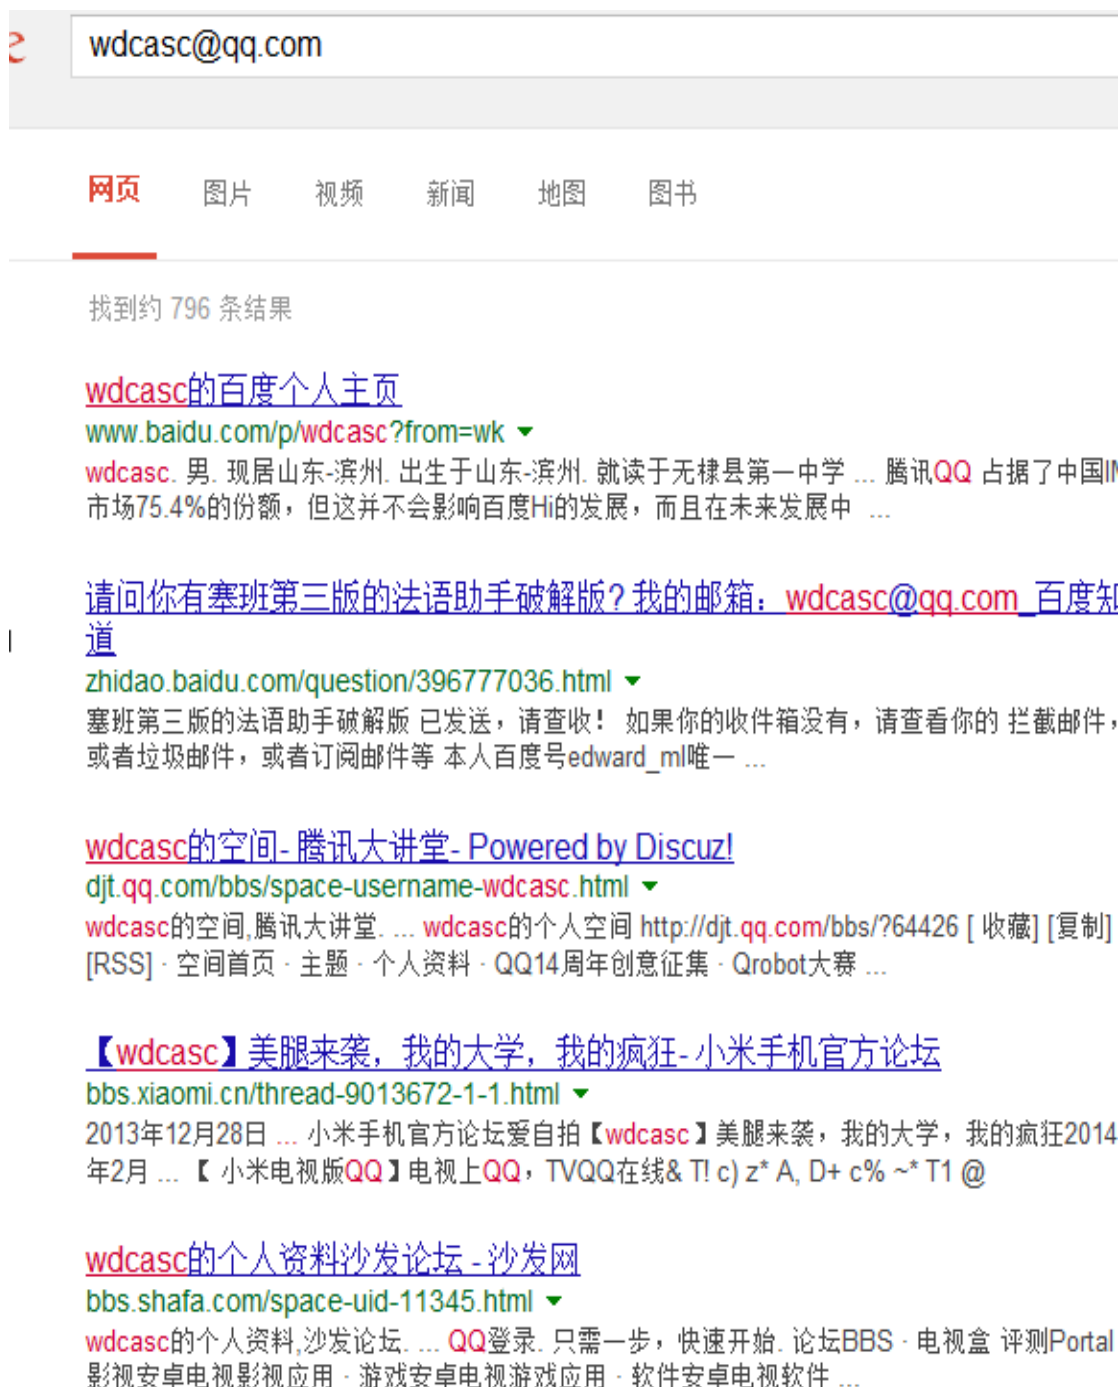 e
wdcasc@qq.com
网页 图片 视频 新闻 地图 图书
找到约 796 条结果
wdcasc的百度个人主页
www.baidu.com/p/wdcasc?from=wk
wdcasc. 男. 现居山东-滨州. 出生于山东-滨州. 就读于无棣县第一中学 ... 腾讯QQ 占据了中国IM
市场75.4%的份额，但这并不会影响百度Hi的发展，而且在未来发展中 ...
请问你有塞班第三版的法语助手破解版？我的邮箱：wdcasc@qq.com_百度知
道
zhidao.baidu.com/question/396777036.html
塞班第三版的法语助手破解版 已发送，请查收！ 如果你的收件箱没有，请查看你的 拦截邮件，
或者垃圾邮件，或者订阅邮件等 本人百度号edward_ml唯一 ...
wdcasc的空间- 腾讯大讲堂- Powered by Discuz!
djt.qq.com/bbs/space-username-wdcasc.html
wdcasc的空间,腾讯大讲堂. ... wdcasc的个人空间 http://djt.qq.com/bbs/?64426 [ 收藏] [复制]
[RSS] · 空间首页 · 主题 · 个人资料 · QQ14周年创意征集 · Qrobot大赛 ...
【wdcasc】美腿来袭，我的大学，我的疯狂- 小米手机官方论坛
bbs.xiaomi.cn/thread-9013672-1-1.html
2013年12月28日 ... 小米手机官方论坛爱自拍【wdcasc】美腿来袭，我的大学，我的疯狂2014
年2月 ... 【 小米电视版QQ】电视上QQ，TVQQ在线& T! c) z* A, D+ c% ~* T1 @
wdcasc的个人资料沙发论坛 - 沙发网
bbs.shafa.com/space-uid-11345.html
wdcasc的个人资料,沙发论坛. ... QQ登录. 只需一步，快速开始. 论坛BBS · 电视盒 评测Portal
影视安卓电视影视应用 · 游戏安卓电视游戏应用 · 软件安卓电视软件 ...